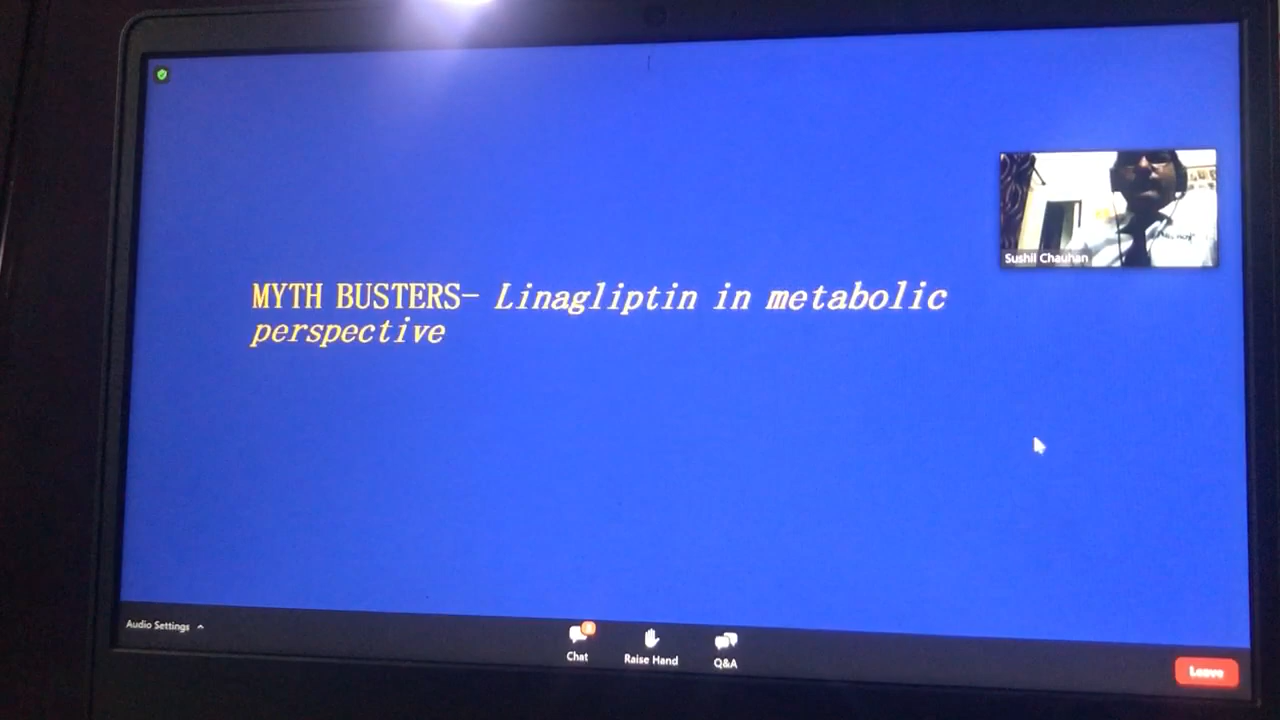 MYTH BUSTERS- Linagliptin in metabolic
perspective
Sushil Chauhan
Audio Settings
Chat
Raise Hand
Q&A
Leave